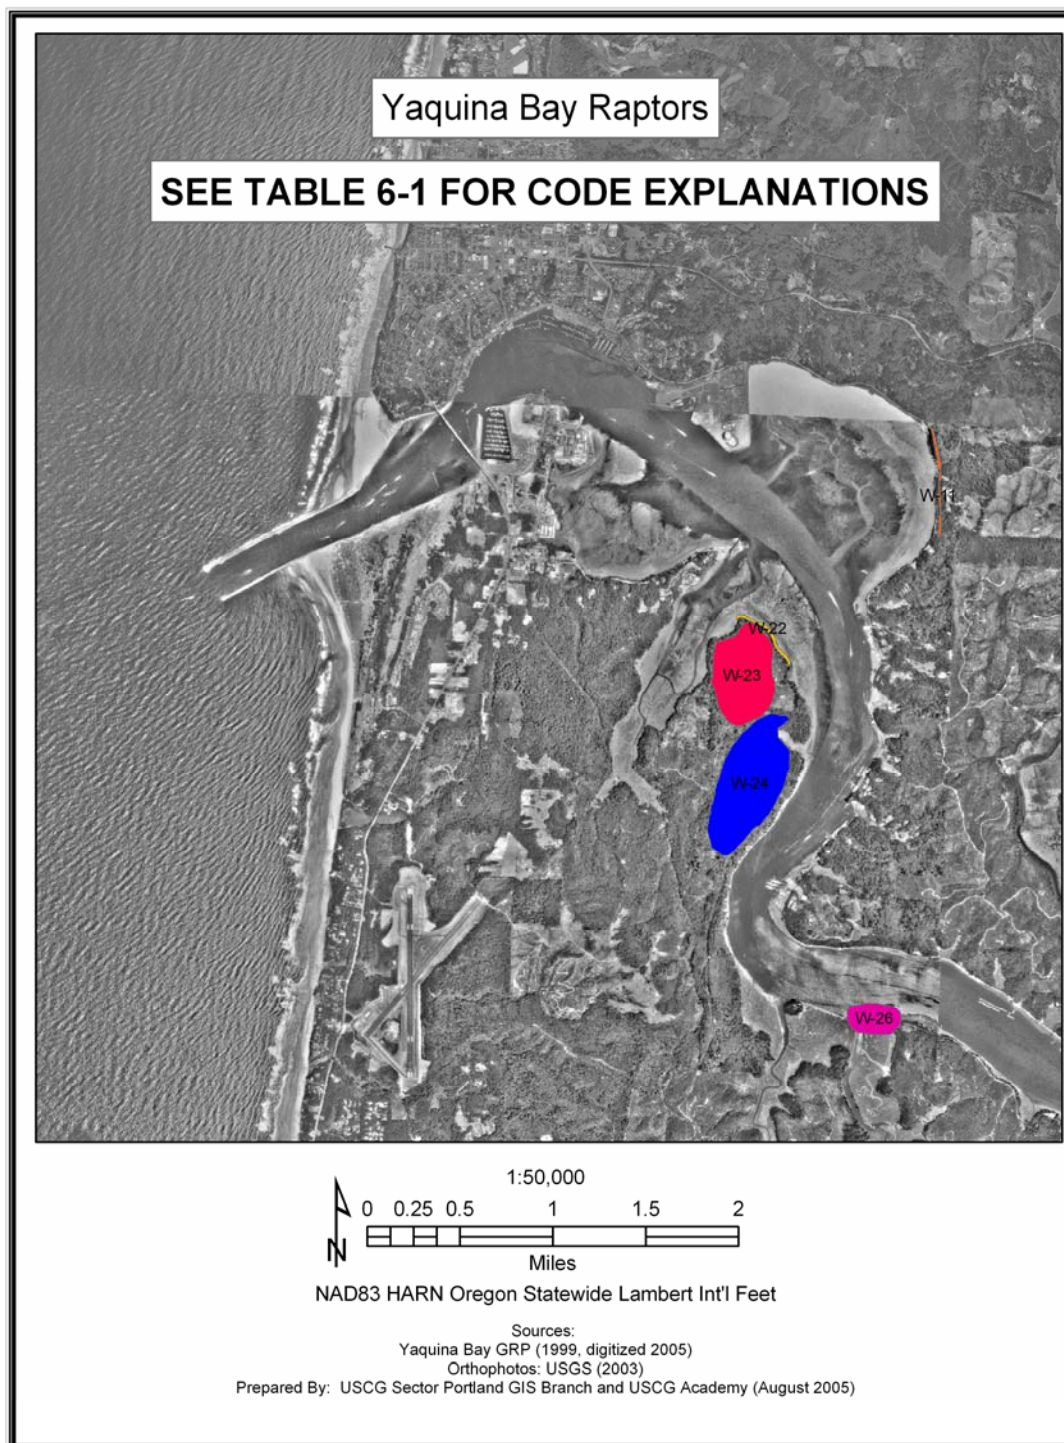 Yaquina Bay Raptors
SEE TABLE 6-1 FOR CODE EXPLANATIONS
W-11
W-22
W-23
W-24
W-26
1:50,000
0 0.25 0.5 1 1.5 2
Miles
N
NAD83 HARN Oregon Statewide Lambert Int'l Feet
Sources:
Yaquina Bay GRP (1999, digitized 2005)
Orthophotos: USGS (2003)
Prepared By: USCG Sector Portland GIS Branch and USCG Academy (August 2005)